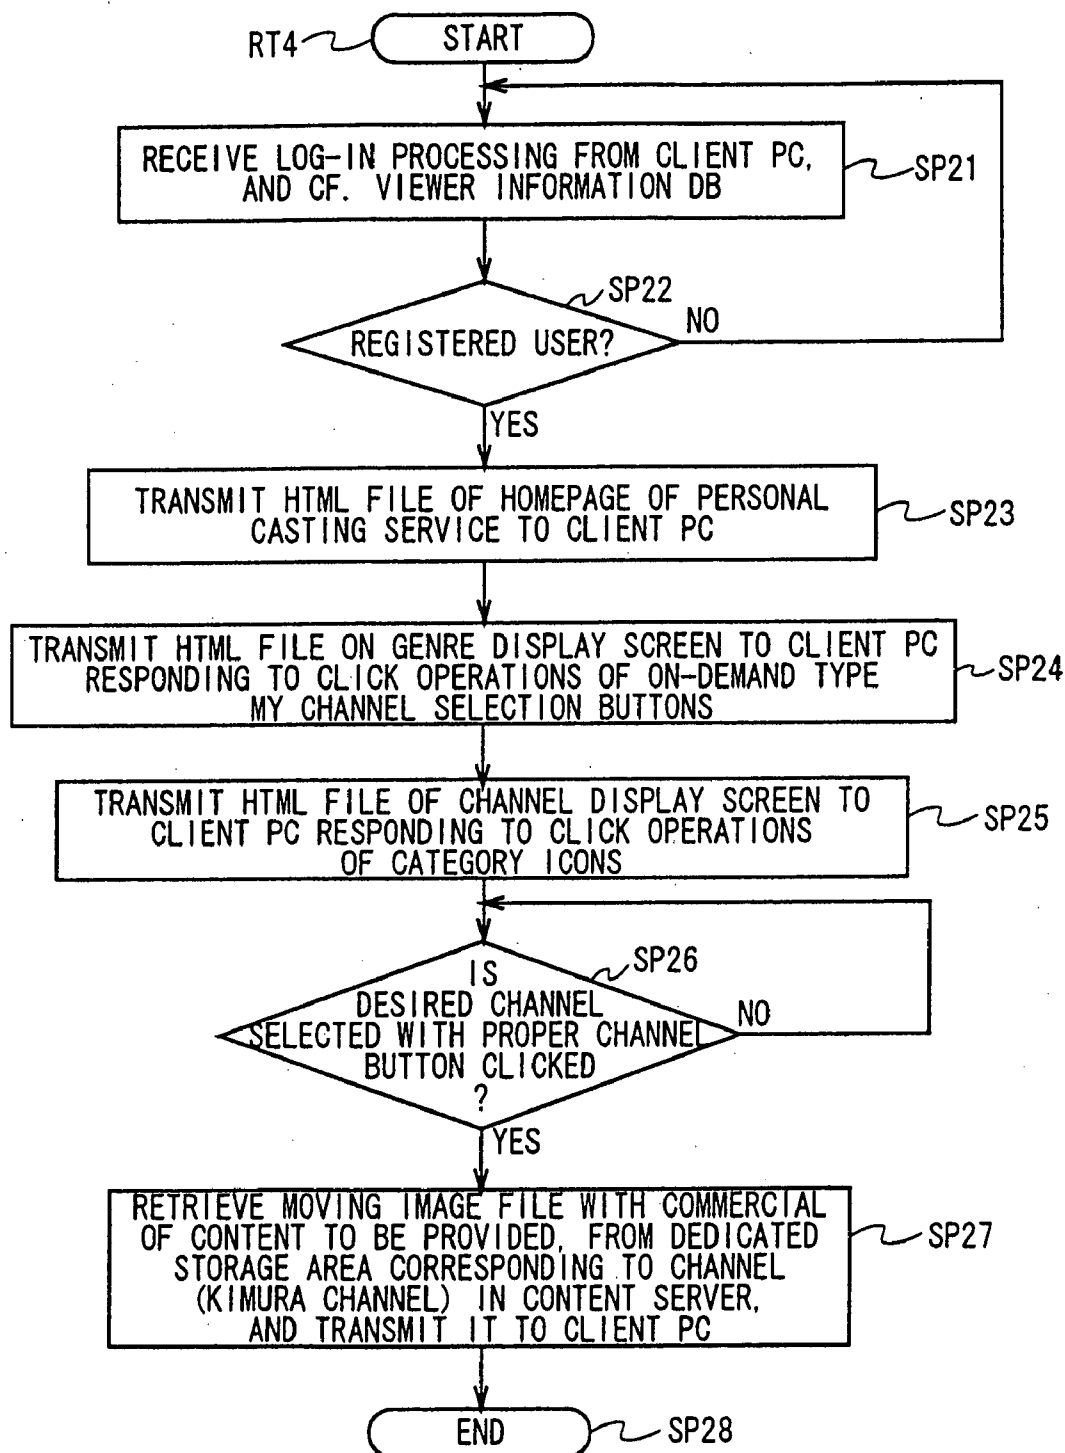 RT4
START
RECEIVE LOG-IN PROCESSING FROM CLIENT PC,
AND CF. VIEWER INFORMATION DB
SP21
SP22
REGISTERED USER?
NO
YES
TRANSMIT HTML FILE OF HOMEPAGE OF PERSONAL
CASTING SERVICE TO CLIENT PC
SP23
TRANSMIT HTML FILE ON GENRE DISPLAY SCREEN TO CLIENT PC
RESPONDING TO CLICK OPERATIONS OF ON-DEMAND TYPE
MY CHANNEL SELECTION BUTTONS
SP24
TRANSMIT HTML FILE OF CHANNEL DISPLAY SCREEN TO
CLIENT PC RESPONDING TO CLICK OPERATIONS
OF CATEGORY ICONS
SP25
SP26
IS
DESIRED CHANNEL
SELECTED WITH PROPER CHANNEL
BUTTON CLICKED
?
NO
YES
RETRIEVE MOVING IMAGE FILE WITH COMMERCIAL
OF CONTENT TO BE PROVIDED, FROM DEDICATED
STORAGE AREA CORRESPONDING TO CHANNEL
(KIMURA CHANNEL) IN CONTENT SERVER,
AND TRANSMIT IT TO CLIENT PC
SP27
END
SP28